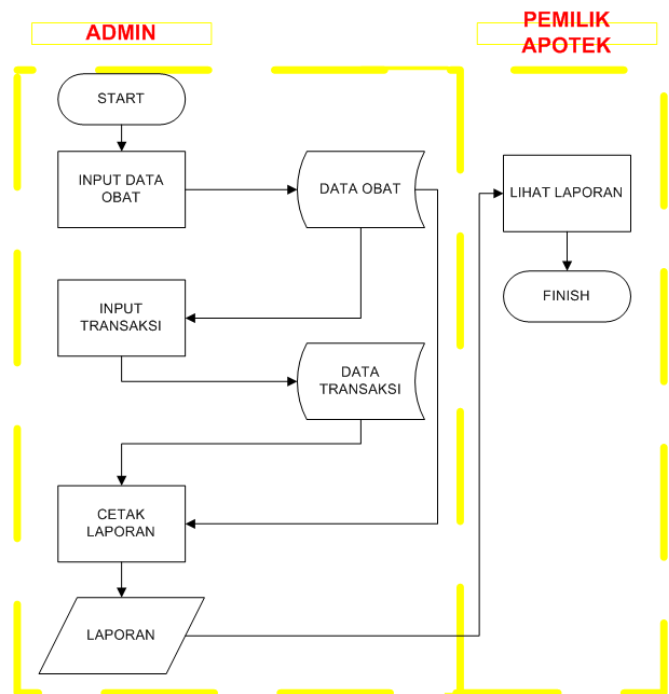 ADMIN
PEMILIK
APOTEK
START
INPUT DATA
OBAT
DATA OBAT
LIHAT LAPORAN
INPUT
TRANSAKSI
FINISH
DATA
TRANSAKSI
CETAK
LAPORAN
LAPORAN